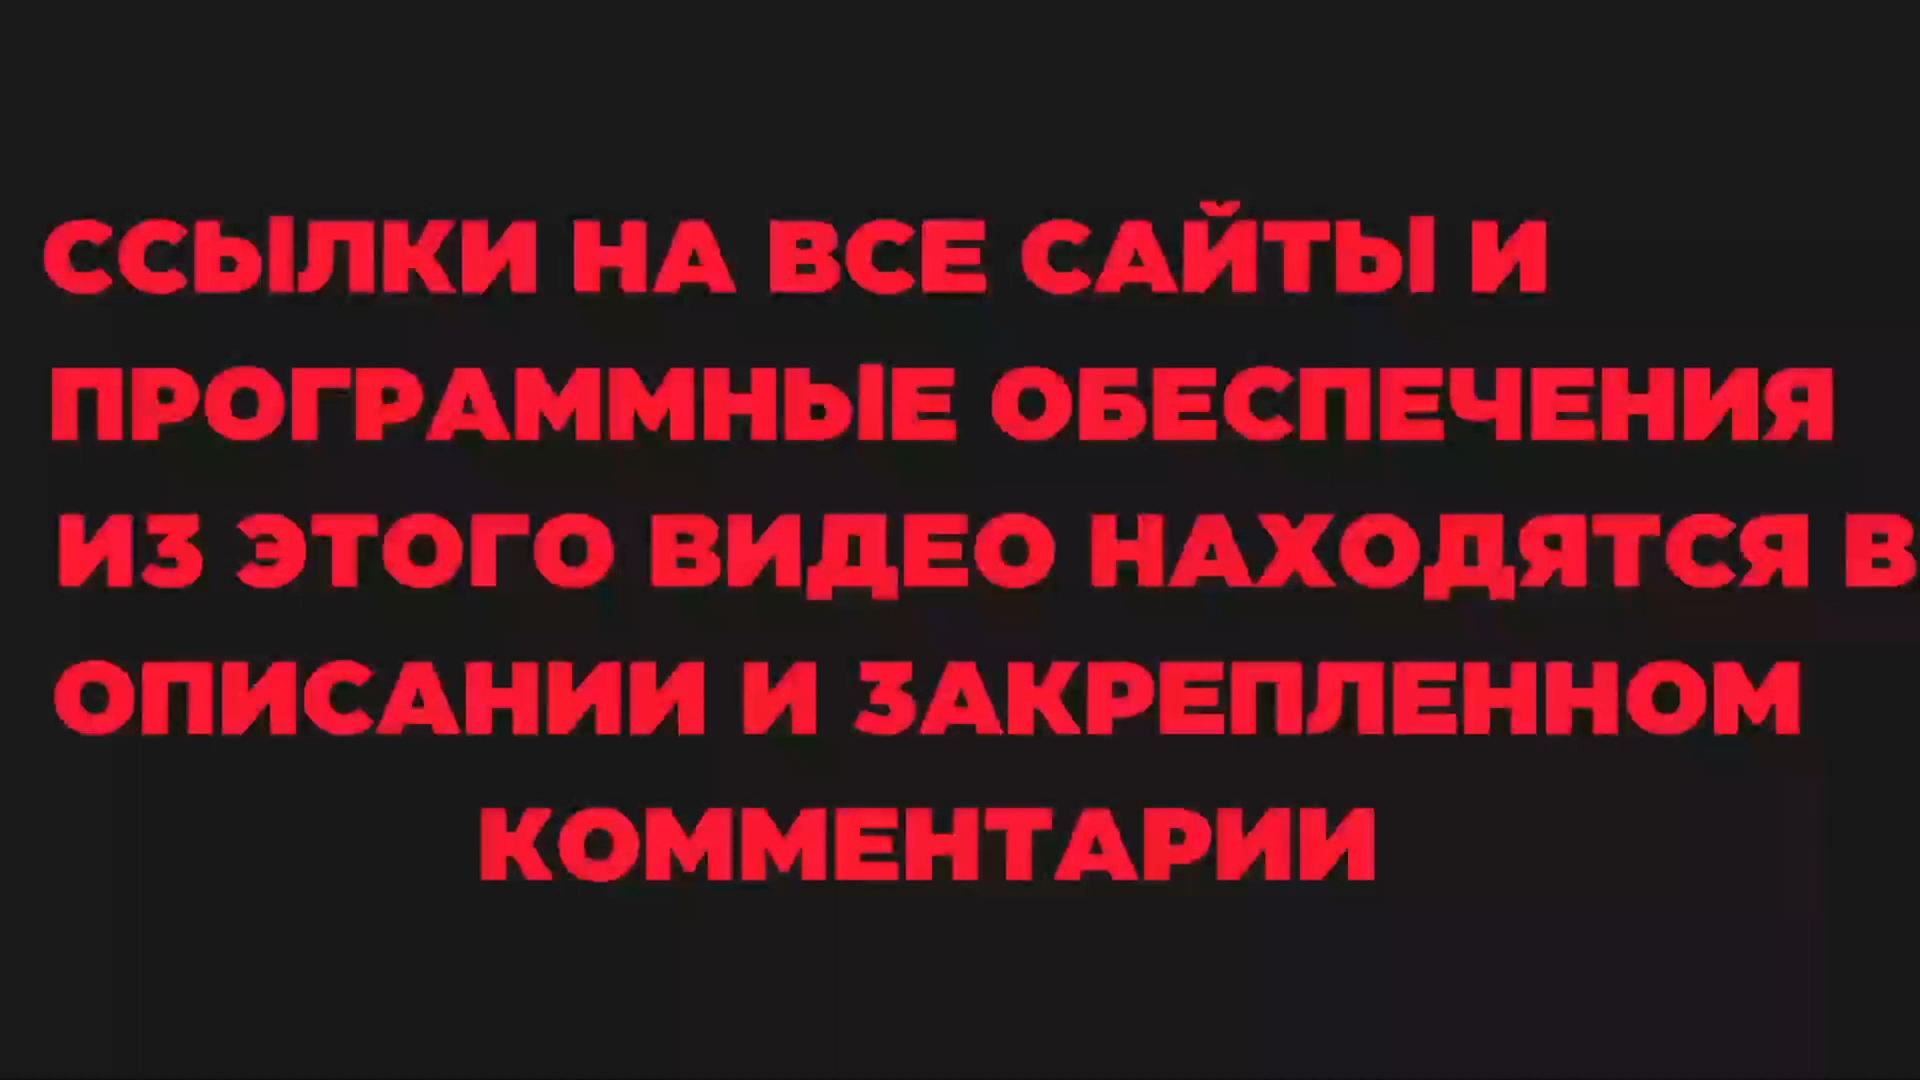 ССЫЛКИ НА ВСЕ САЙТЫ И
ПРОГРАММНЫЕ ОБЕСПЕЧЕНИЯ
ИЗ ЭТОГО ВИДЕО НАХОДЯТСЯ В
ОПИСАНИИ И ЗАКРЕПЛЕННОМ
КОММЕНТАРИИ